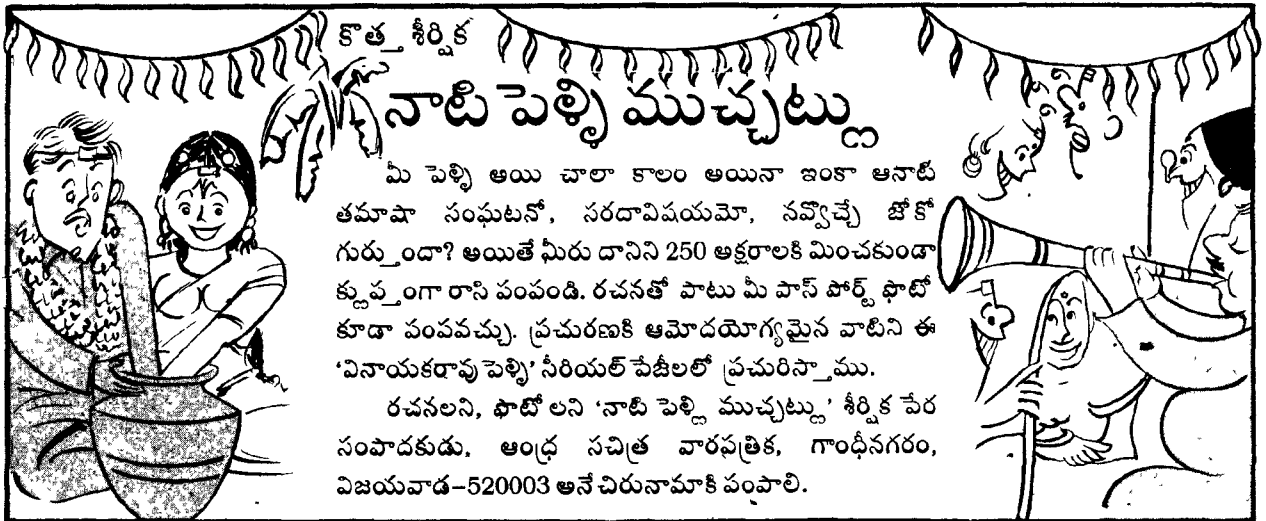 కొత్త శీర్షిక
నాటి పెళ్ళి ముచ్చట్లు
మీ పెళ్ళి అయి చాలా కాలం అయినా ఇంకా ఆనాటి
తమాషా సంఘటనో, సరదావిషయమో, నవ్వొచ్చే జోకో
గుర్తుందా? అయితే మీరు దానిని 250 అక్షరాలకి మించకుండా
క్లుప్తంగా రాసి పంపండి. రచనతో పాటు మీ పాస్ పోర్ట్ ఫొటో
కూడా పంపవచ్చు. ప్రచురణకి ఆమోదయోగ్యమైన వాటిని ఈ
‘వినాయకరావు పెళ్ళి’ సీరియల్ పేజీలలో ప్రచురిస్తాము.
రచనలని, ఫొటోలని ‘నాటి పెళ్ళి ముచ్చట్లు’ శీర్షిక పేర
సంపాదకుడు, ఆంధ్ర సచిత్ర వారపత్రిక, గాంధీనగరం,
విజయవాడ-520003 అనే చిరునామాకి పంపాలి.